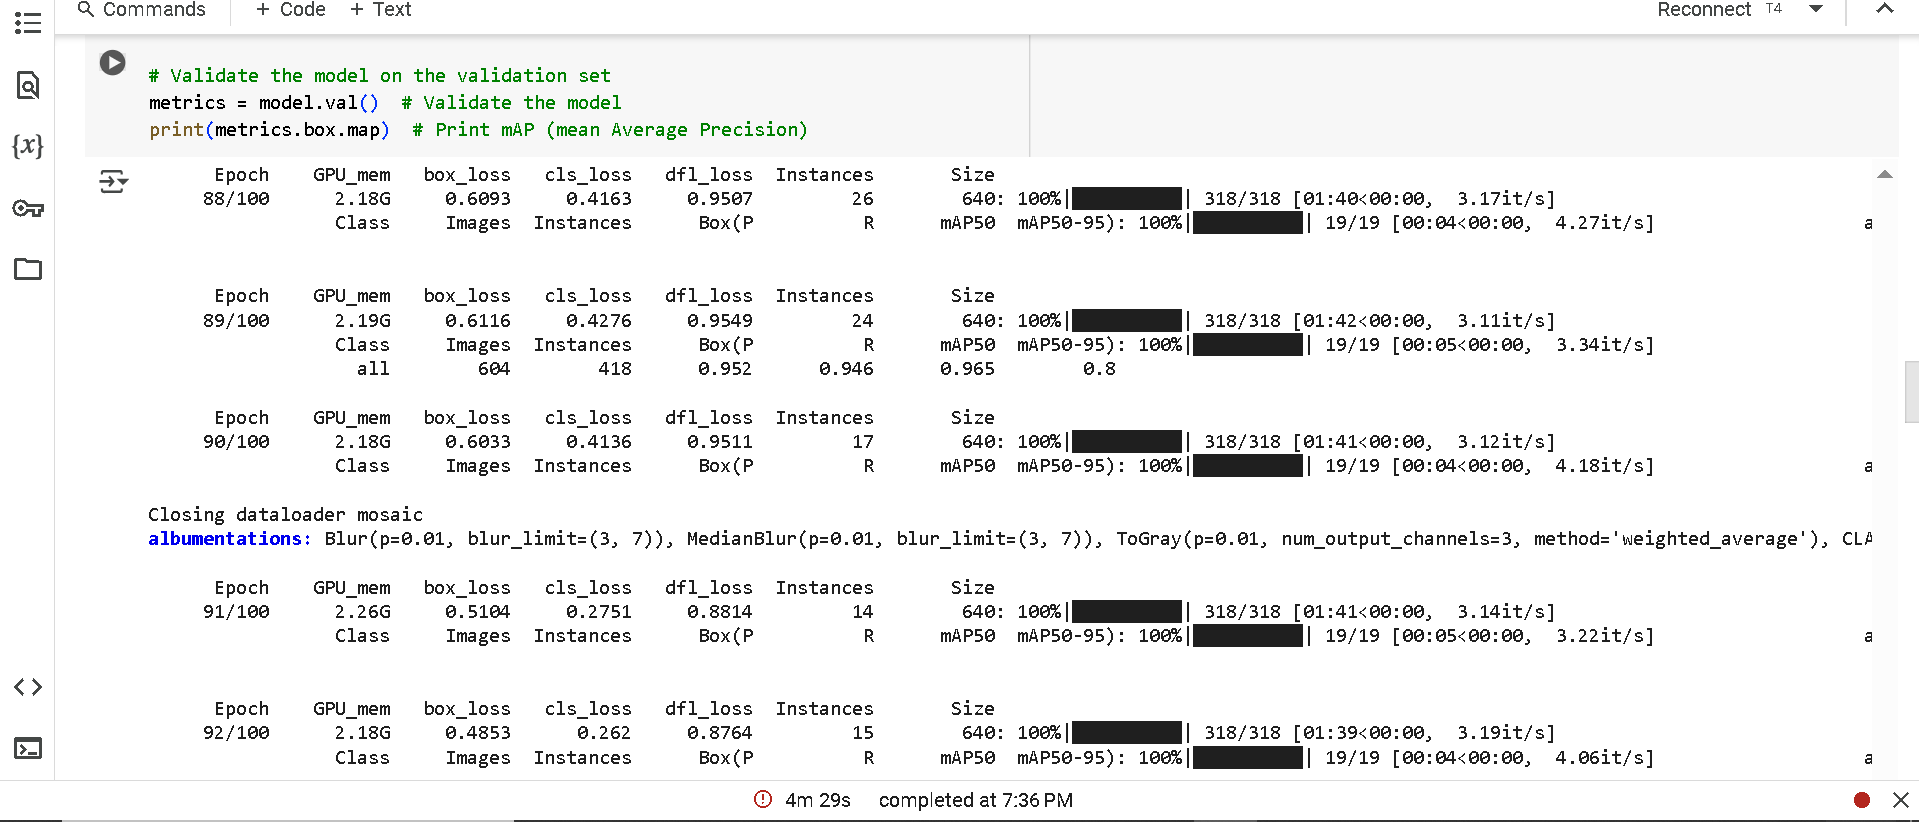 Commands + Code + Text Reconnect T4
# Validate the model on the validation set
metrics = model.val()  # Validate the model
print(metrics.box.map)  # Print mAP (mean Average Precision)
Epoch GPU_mem box_loss cls_loss dfl_loss Instances Size
88/100 2.18G 0.6093 0.4163 0.9507 26 640: 100%|██████████| 318/318 [01:40<00:00, 3.17it/s]
Class Images Instances Box(P R mAP50 mAP50-95): 100%|██████████| 19/19 [00:04<00:00, 4.27it/s] a
Epoch GPU_mem box_loss cls_loss dfl_loss Instances Size
89/100 2.19G 0.6116 0.4276 0.9549 24 640: 100%|██████████| 318/318 [01:42<00:00, 3.11it/s]
Class Images Instances Box(P R mAP50 mAP50-95): 100%|██████████| 19/19 [00:05<00:00, 3.34it/s]
all 604 418 0.952 0.946 0.965 0.8
Epoch GPU_mem box_loss cls_loss dfl_loss Instances Size
90/100 2.18G 0.6033 0.4136 0.9511 17 640: 100%|██████████| 318/318 [01:41<00:00, 3.12it/s]
Class Images Instances Box(P R mAP50 mAP50-95): 100%|██████████| 19/19 [00:04<00:00, 4.18it/s] a
Closing dataloader mosaic
albumentations: Blur(p=0.01, blur_limit=(3, 7)), MedianBlur(p=0.01, blur_limit=(3, 7)), ToGray(p=0.01, num_output_channels=3, method='weighted_average'), CLA
Epoch GPU_mem box_loss cls_loss dfl_loss Instances Size
91/100 2.26G 0.5104 0.2751 0.8814 14 640: 100%|██████████| 318/318 [01:41<00:00, 3.14it/s]
Class Images Instances Box(P R mAP50 mAP50-95): 100%|██████████| 19/19 [00:05<00:00, 3.22it/s] a
Epoch GPU_mem box_loss cls_loss dfl_loss Instances Size
92/100 2.18G 0.4853 0.262 0.8764 15 640: 100%|██████████| 318/318 [01:39<00:00, 3.19it/s]
Class Images Instances Box(P R mAP50 mAP50-95): 100%|██████████| 19/19 [00:04<00:00, 4.06it/s] a
4m 29s completed at 7:36 PM